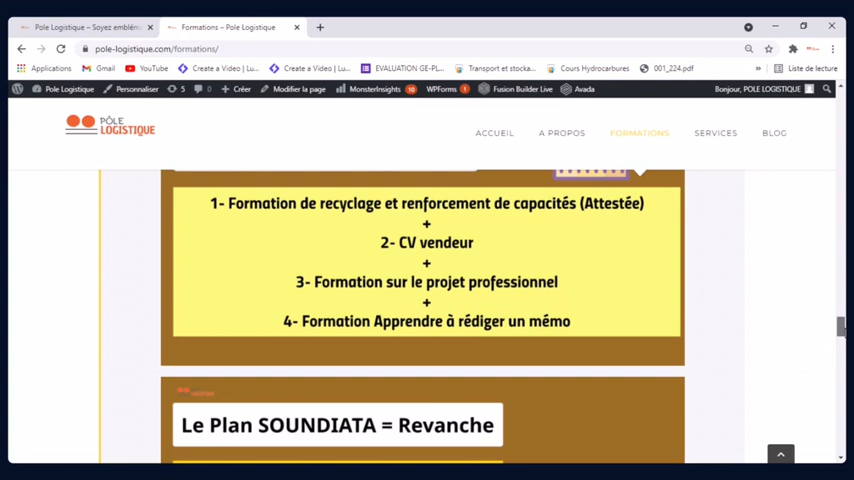 Pole Logistique – Soyez emblém
Formations – Pole Logistique
pole-logistique.com/formations/
Applications
Gmail
YouTube
Create a Video | Lu...
Create a Video | Lu...
EVALUATION GE-PL...
Transport et stocka...
Cours Hydrocarbures
001_224.pdf
»
Liste de lecture
Pole Logistique
Personnaliser
5
0
Créer
Modifier la page
MonsterInsights 10
WPForms 1
Fusion Builder Live
Avada
Bonjour, POLE LOGISTIQUE
PÔLE
LOGISTIQUE
ACCUEIL
A PROPOS
FORMATIONS
SERVICES
BLOG
1- Formation de recyclage et renforcement de capacités (Attestée)
+
2- CV vendeur
+
3- Formation sur le projet professionnel
+
4- Formation Apprendre à rédiger un mémo
Le Plan SOUNDIATA = Revanche